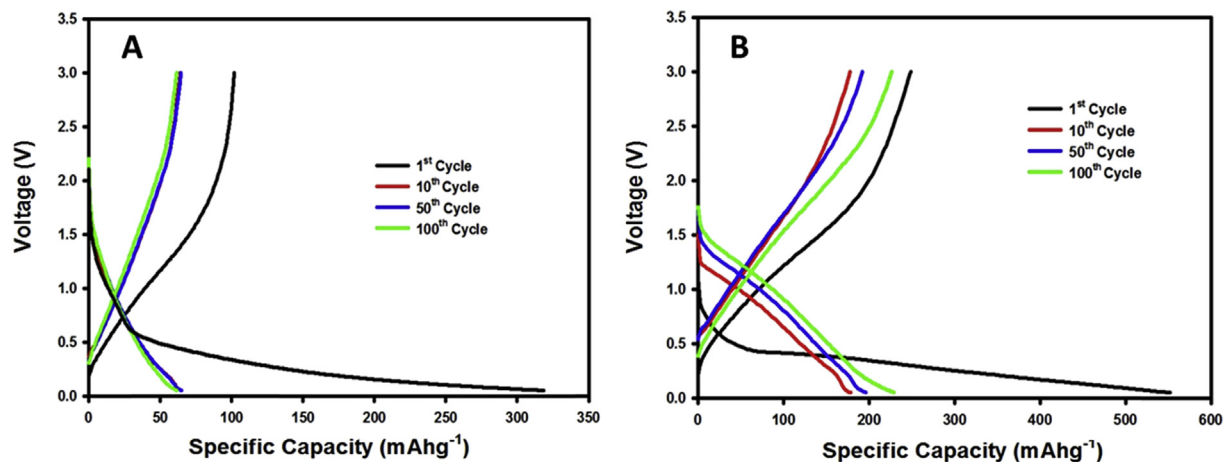 A
3.5
3.0
2.5
2.0
1.5
1.0
0.5
0.0
Voltage (V)
1st Cycle
10th Cycle
50th Cycle
100th Cycle
0 50 100 150 200 250 300 350
Specific Capacity (mAhg-1)
B
3.5
3.0
2.5
2.0
1.5
1.0
0.5
0.0
Voltage (V)
1st Cycle
10th Cycle
50th Cycle
100th Cycle
0 100 200 300 400 500 600
Specific Capacity (mAhg-1)